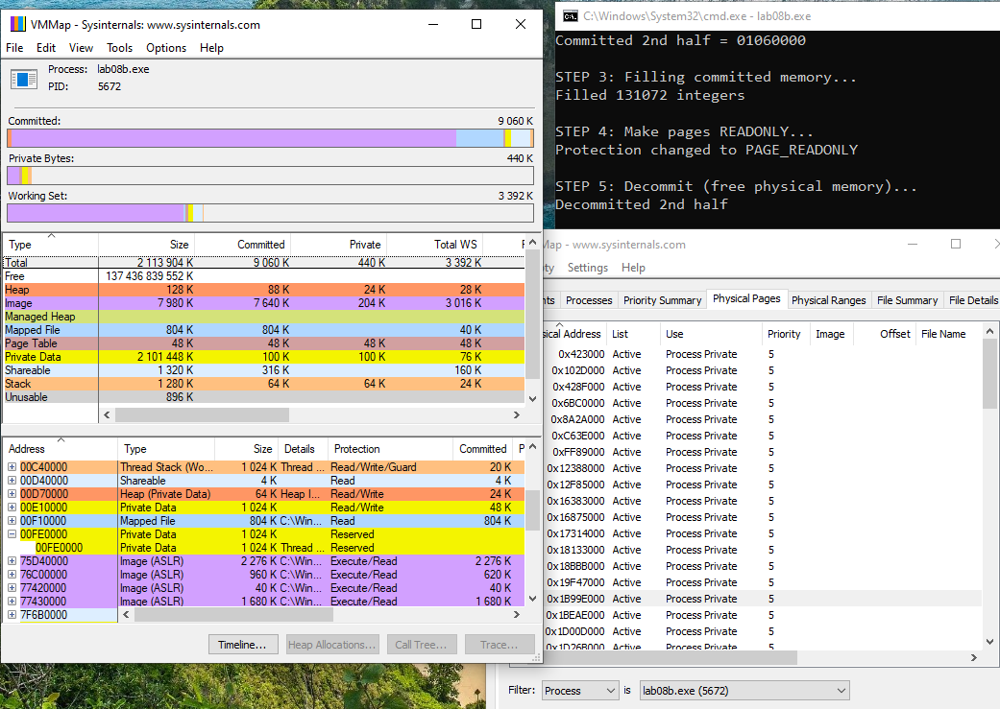 VMMap - Sysinternals: www.sysinternals.com
File Edit View Tools Options Help
Process: lab08b.exe
PID: 5672
Committed: 9 060 K
Private Bytes: 440 K
Working Set: 3 392 K
Type Size Committed Private Total WS
Total 2 113 904 K 9 060 K 440 K 3 392 K
Free 137 436 839 552 K
Heap 128 K 88 K 24 K 28 K
Image 7 980 K 7 640 K 204 K 3 016 K
Managed Heap
Mapped File 804 K 804 K 40 K
Page Table 48 K 48 K 48 K 48 K
Private Data 2 101 448 K 100 K 100 K 76 K
Shareable 1 320 K 316 K 160 K
Stack 1 280 K 64 K 64 K 24 K
Unusable 896 K
Address Type Size Details Protection Committed P
00C40000 Thread Stack (Wo... 1 024 K Thread ... Read/Write/Guard 20 K
00D40000 Shareable 4 K Read 4 K
00D70000 Heap (Private Data) 64 K Heap I... Read/Write 24 K
00E10000 Private Data 1 024 K Read/Write 48 K
00F10000 Mapped File 804 K C:\Win... Read 804 K
00FE0000 Private Data 1 024 K Reserved
00FE0000 Private Data 1 024 K Thread ... Reserved
75D40000 Image (ASLR) 2 276 K C:\Win... Execute/Read 2 276 K
76C00000 Image (ASLR) 960 K C:\Win... Execute/Read 620 K
77420000 Image (ASLR) 40 K C:\Win... Execute/Read 40 K
77430000 Image (ASLR) 1 680 K C:\Win... Execute/Read 1 680 K
7F6B0000
Timeline... Heap Allocations... Call Tree... Trace...
C:\Windows\System32\cmd.exe - lab08b.exe
Committed 2nd half = 01060000
STEP 3: Filling committed memory...
Filled 131072 integers
STEP 4: Make pages READONLY...
Protection changed to PAGE_READONLY
STEP 5: Decommit (free physical memory)...
Decommitted 2nd half
Map - www.sysinternals.com
ty Settings Help
nts Processes Priority Summary Physical Pages Physical Ranges File Summary File Details
sical Address List Use Priority Image Offset File Name
0x423000 Active Process Private 5
0x102D000 Active Process Private 5
0x428F000 Active Process Private 5
0x6BC0000 Active Process Private 5
0x8A2A000 Active Process Private 5
0xC63E000 Active Process Private 5
0xFF89000 Active Process Private 5
0x12388000 Active Process Private 5
0x12F85000 Active Process Private 5
0x16383000 Active Process Private 5
0x16875000 Active Process Private 5
0x17314000 Active Process Private 5
0x18133000 Active Process Private 5
0x18BBB000 Active Process Private 5
0x19F47000 Active Process Private 5
0x1B99E000 Active Process Private 5
0x1BEAE000 Active Process Private 5
0x1D00D000 Active Process Private 5
0x1D26B000 Active Process Private 5
Filter: Process is lab08b.exe (5672)